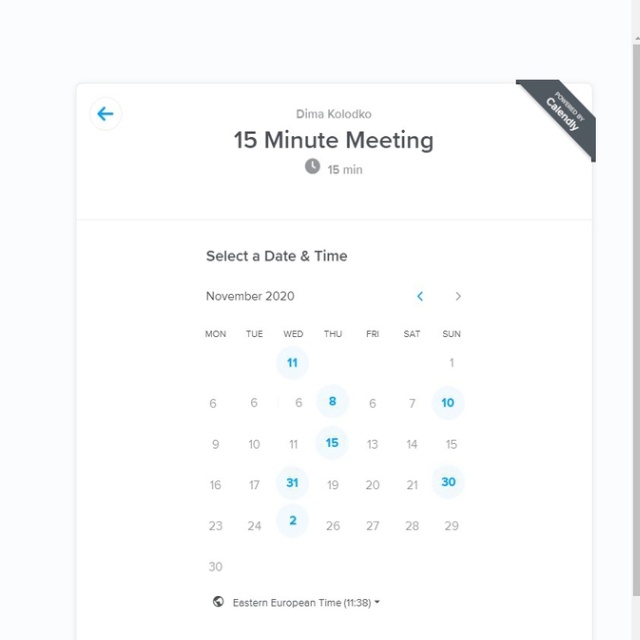 POWERED BY
Calendly
Dima Kolodko
15 Minute Meeting
15 min
Select a Date & Time
November 2020
MON TUE WED THU FRI SAT SUN
11 1
6 6 6 8 6 7 10
9 10 11 15 13 14 15
16 17 31 19 20 21 30
23 24 2 26 27 28 29
30
Eastern European Time (11:38)